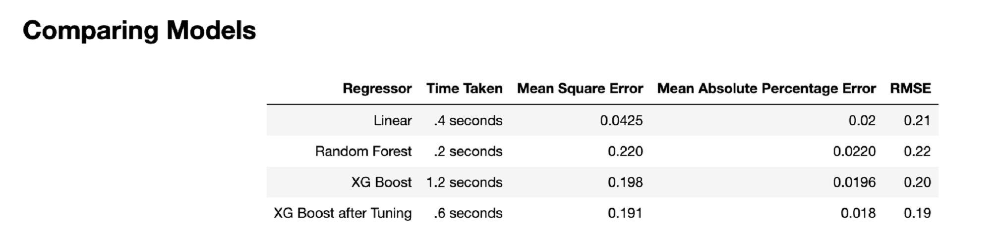 Comparing Models
Regressor Time Taken Mean Square Error Mean Absolute Percentage Error RMSE
Linear .4 seconds 0.0425 0.02 0.21
Random Forest .2 seconds 0.220 0.0220 0.22
XG Boost 1.2 seconds 0.198 0.0196 0.20
XG Boost after Tuning .6 seconds 0.191 0.018 0.19